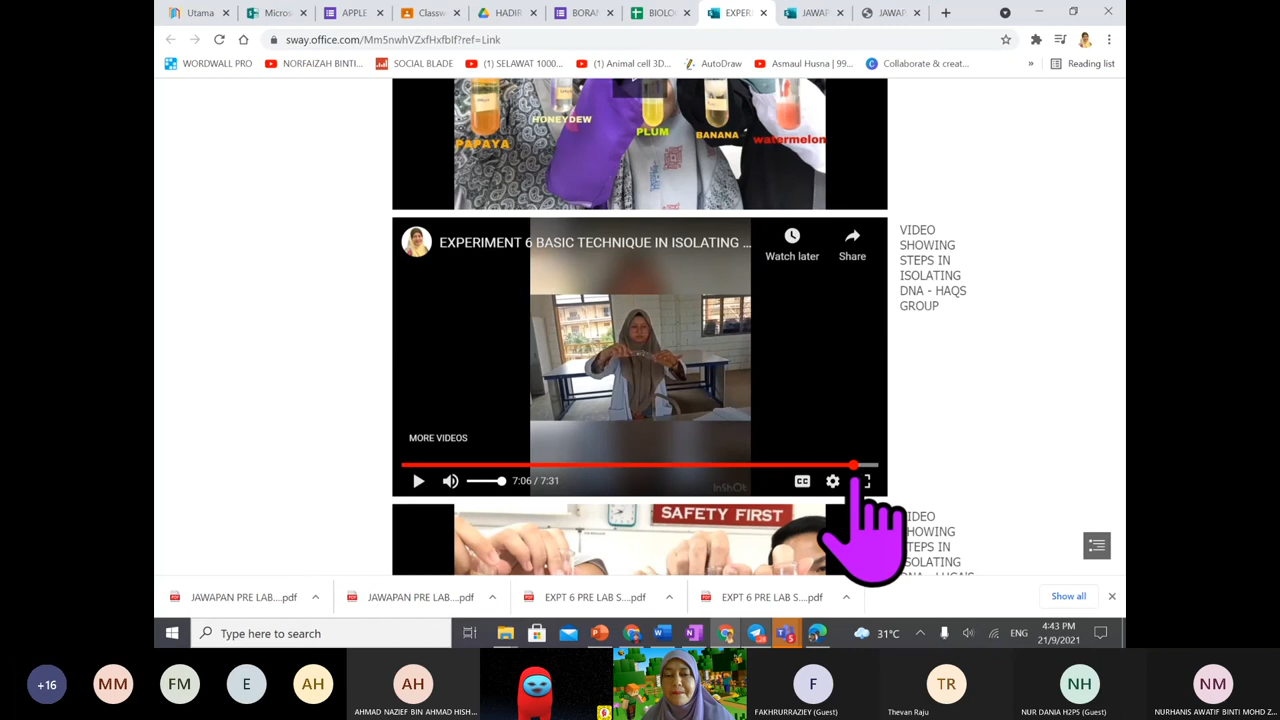 Utama
Micros
APPLE
Classw
HADIR
BORAN
BIOLO
EXPERI
JAWAP
JAWAR
sway.office.com/Mm5nwhVZxfHxfbIf?ref=Link
WORDWALL PRO
NORFAIZAH BINTI...
SOCIAL BLADE
(1) SELAWAT 1000...
(1) Animal cell 3D...
AutoDraw
Asmaul Husna | 99...
Collaborate & creat...
»
Reading list
PAPAYA
HONEYDEW
PLUM
BANANA
watermelon
EXPERIMENT 6 BASIC TECHNIQUE IN ISOLATING ...
Watch later
Share
MORE VIDEOS
7:06 / 7:31
CC
InShOt
VIDEO
SHOWING
STEPS IN
ISOLATING
DNA - HAQS
GROUP
SAFETY FIRST
VIDEO
SHOWING
STEPS IN
ISOLATING
JAWAPAN PRE LAB....pdf
JAWAPAN PRE LAB....pdf
EXPT 6 PRE LAB S....pdf
EXPT 6 PRE LAB S....pdf
Show all
Type here to search
31°C
ENG
4:43 PM
21/9/2021
+16
MM
FM
E
AH
AH
AHMAD NAZIEF BIN AHMAD HISH...
F
FAKHRURRAZIEY (Guest)
TR
Thevan Raju
NH
NUR DANIA H2PS (Guest)
NM
NURHANIS AWATIF BINTI MOHD Z...